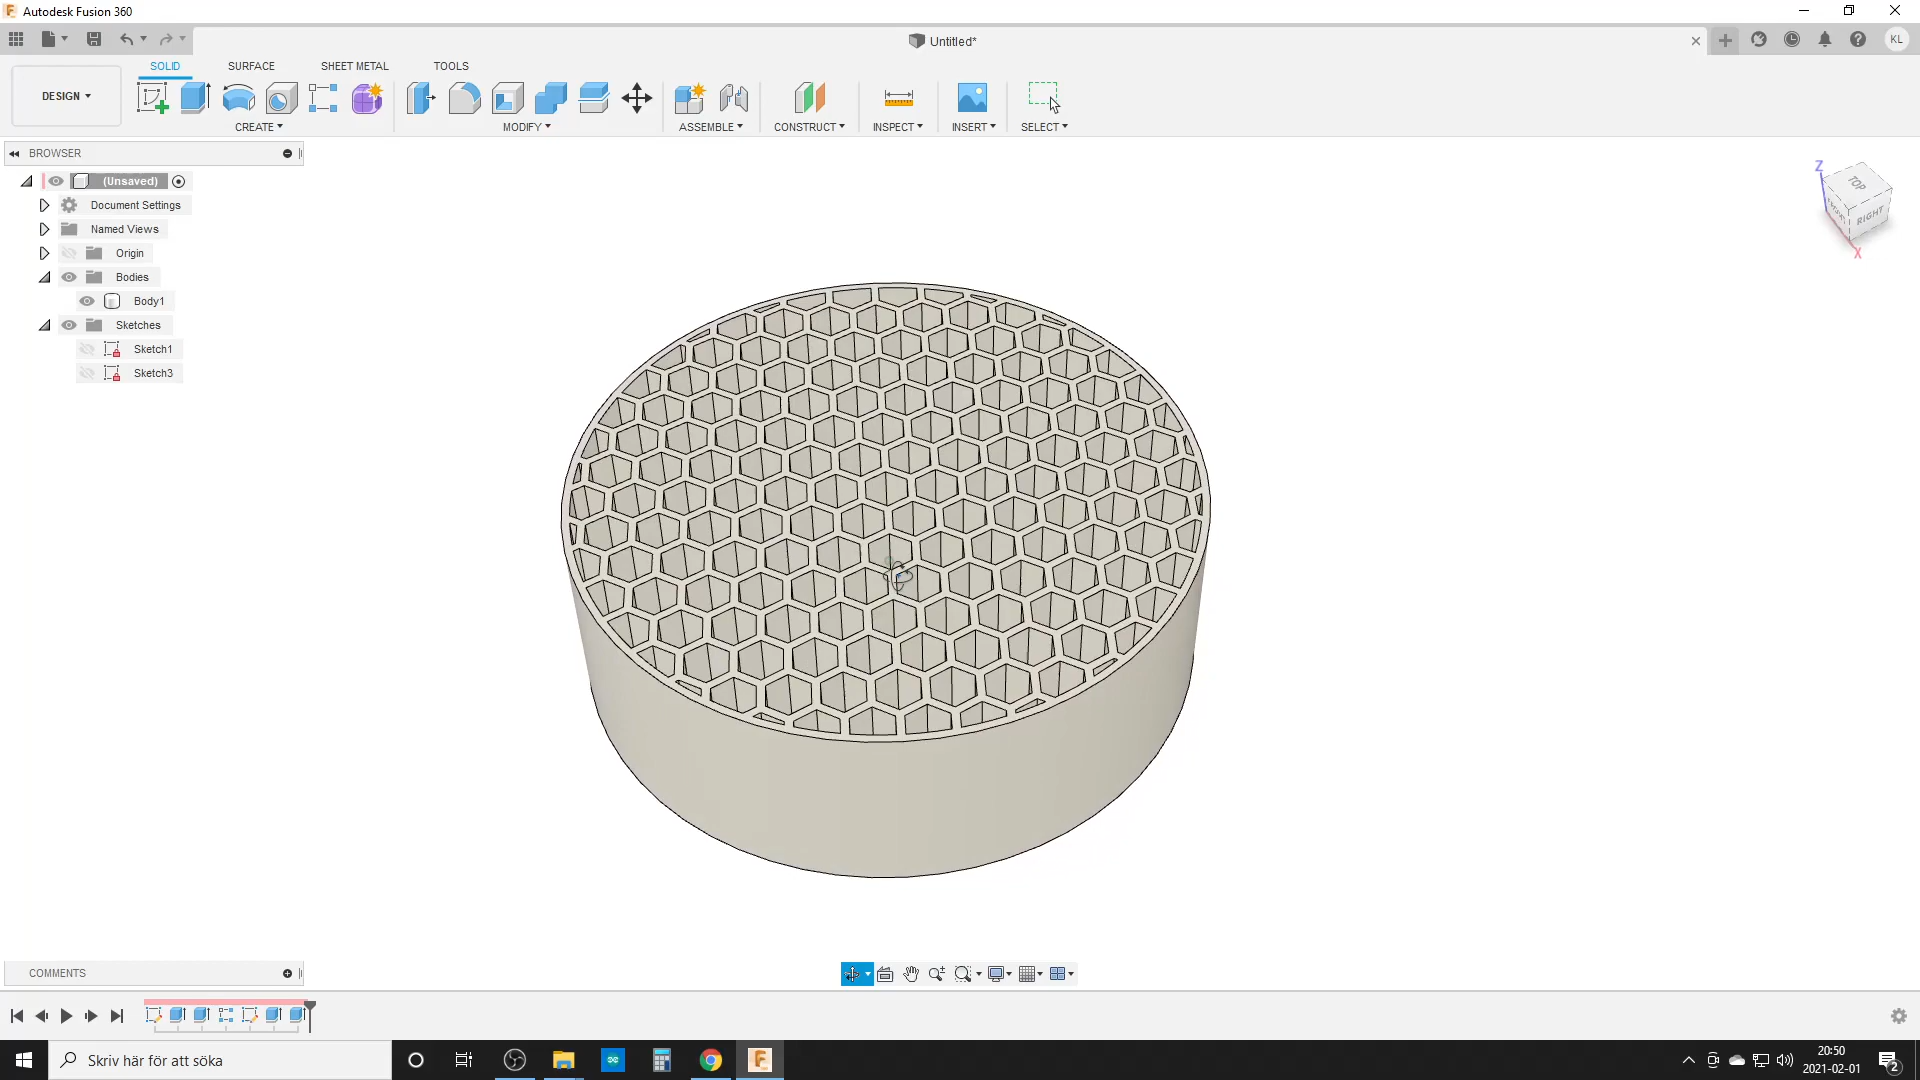 Autodesk Fusion 360
Untitled*
KL
SOLID SURFACE SHEET METAL TOOLS
DESIGN
CREATE MODIFY ASSEMBLE CONSTRUCT INSPECT INSERT SELECT
BROWSER
(Unsaved)
Document Settings
Named Views
Origin
Bodies
Body1
Sketches
Sketch1
Sketch3
Z
TOP
RIGHT
X
COMMENTS
Skriv här för att söka
20:50
2021-02-01
2